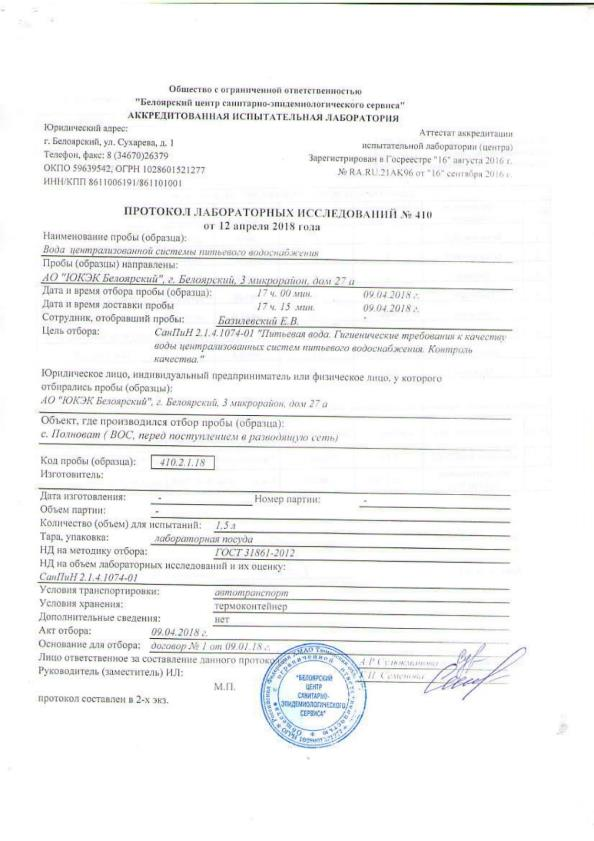 Общество с ограниченной ответственностью
"Белоярский центр санитарно-эпидемиологического сервиса"
АККРЕДИТОВАННАЯ ИСПЫТАТЕЛЬНАЯ ЛАБОРАТОРИЯ
Юридический адрес:
г. Белоярский, ул. Сухарева, д. 1
Телефон, факс: 8 (34670)26379
ОКПО 59639542, ОГРН 1028601521277
ИНН/КПП 8611006191/861101001
Аттестат аккредитации
испытательной лаборатории (центра)
Зарегистрирован в Госреестре "16" августа 2016 г.
№ RA.RU.21АК96 от "16" сентября 2016 г.
ПРОТОКОЛ ЛАБОРАТОРНЫХ ИССЛЕДОВАНИЙ № 410
от 12 апреля 2018 года
Наименование пробы (образца):
Вода централизованной системы питьевого водоснабжения
Пробы (образцы) направлены:
АО "ЮКЭК Белоярский", г. Белоярский, 3 микрорайон, дом 27 а
Дата и время отбора пробы (образца): 17 ч. 00 мин. 09.04.2018 г.
Дата и время доставки пробы 17 ч. 15 мин. 09.04.2018 г.
Сотрудник, отобравший пробы: Базилевский Е.В.
Цель отбора: СанПиН 2.1.4.1074-01 "Питьевая вода. Гигиенические требования к качеству
воды централизованных систем питьевого водоснабжения. Контроль
качества."
Юридическое лицо, индивидуальный предприниматель или физическое лицо, у которого
отбирались пробы (образцы):
АО "ЮКЭК Белоярский", г. Белоярский, 3 микрорайон, дом 27 а
Объект, где производился отбор пробы (образца):
с. Полноват ( ВОС, перед поступлением в разводящую сеть)
Код пробы (образца): 410.2.1.18
Изготовитель:
Дата изготовления: - Номер партии: -
Объем партии: -
Количество (объем) для испытаний: 1,5 л
Тара, упаковка: лабораторная посуда
НД на методику отбора: ГОСТ 31861-2012
НД на объем лабораторных исследований и их оценку:
СанПиН 2.1.4.1074-01
Условия транспортировки: автотранспорт
Условия хранения: термоконтейнер
Дополнительные сведения: нет
Акт отбора: 09.04.2018 г.
Основание для отбора: договор № 1 от 09.01.18 г.
Лицо ответственное за составление данного проток
Руководитель (заместитель) ИЛ: Семенова
М.П.
протокол составлен в 2-х экз.
"БЕЛОЯРСКИЙ
ЦЕНТР
САНИТАРНО-
ЭПИДЕМИОЛОГИЧЕСКОГО
СЕРВИСА"